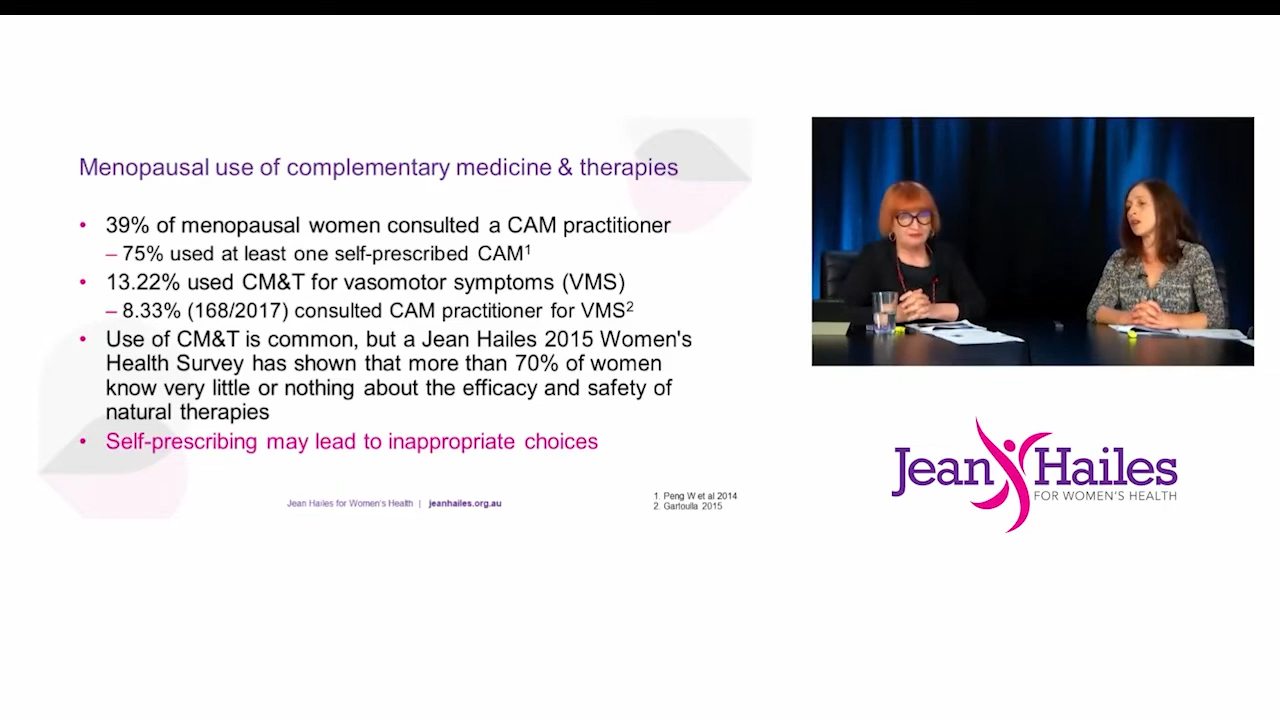 Menopausal use of complementary medicine & therapies
• 39% of menopausal women consulted a CAM practitioner
– 75% used at least one self-prescribed CAM¹
• 13.22% used CM&T for vasomotor symptoms (VMS)
– 8.33% (168/2017) consulted CAM practitioner for VMS²
• Use of CM&T is common, but a Jean Hailes 2015 Women's
Health Survey has shown that more than 70% of women
know very little or nothing about the efficacy and safety of
natural therapies
• Self-prescribing may lead to inappropriate choices
Jean Hailes for Women's Health | jeanhailes.org.au
1. Peng W et al 2014
2. Gartoulla 2015
Jean Hailes
FOR WOMEN'S HEALTH